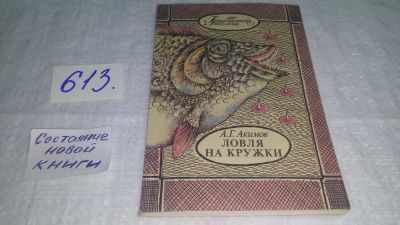 613.
Состояние
новой
книги
А.Г. Акимов
ЛОВЛЯ
НА КРУЖКИ